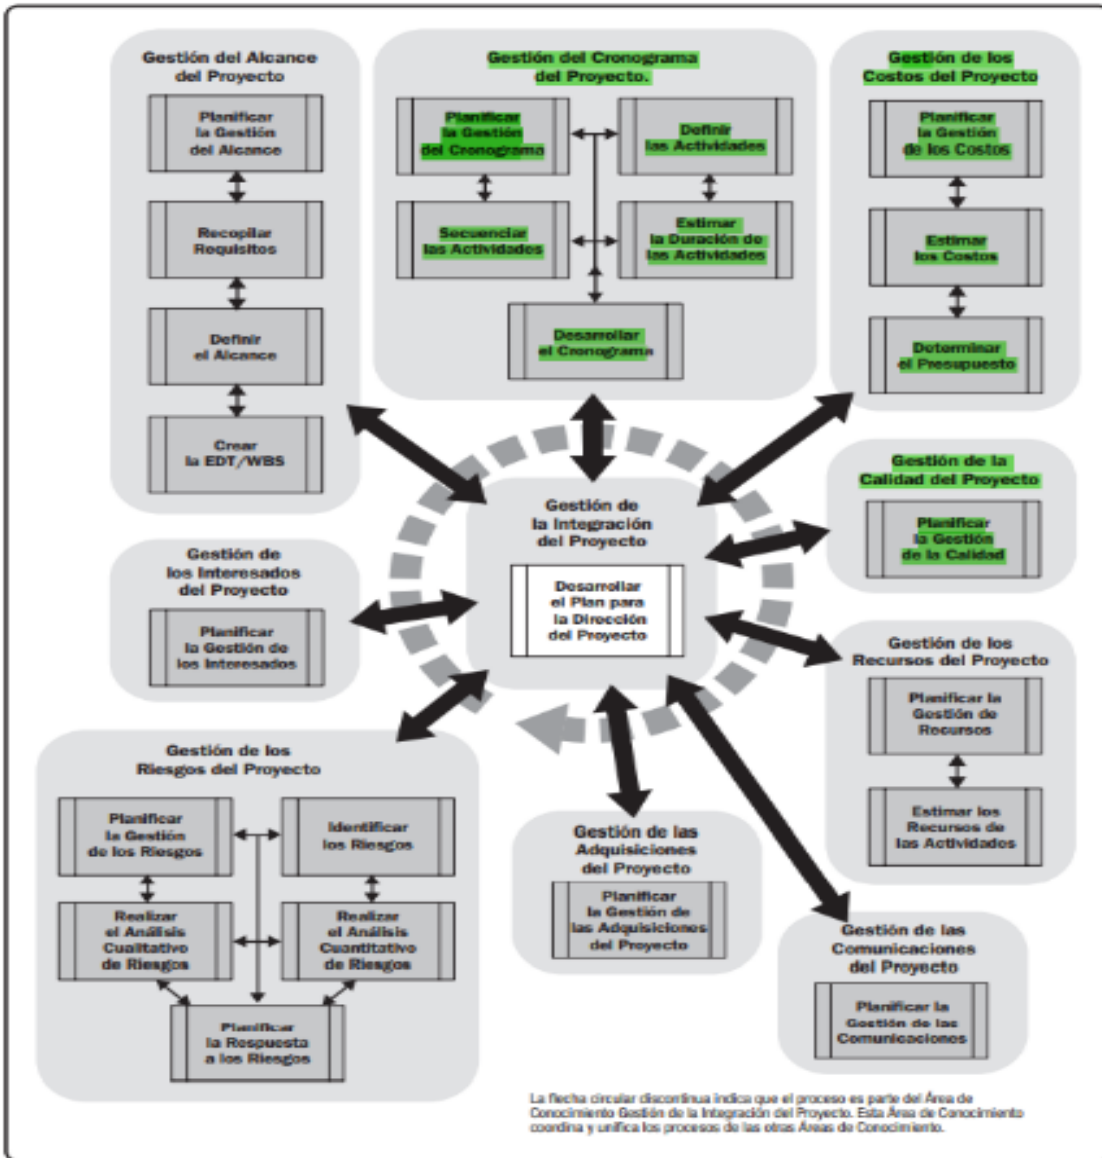 Gestión del Alcance
del Proyecto
Planificar
la Gestión
del Alcance
Recopilar
Requisitos
Definir
el Alcance
Crear
la EDT/WBS
Gestión del Cronograma
del Proyecto.
Planificar
la Gestión
del Cronograma
Definir
las Actividades
Secuenciar
las Actividades
Estimar
la Duración de
las Actividades
Desarrollar
el Cronograma
Gestión de los
Costos del Proyecto
Planificar
la Gestión
de los Costos
Estimar
los Costos
Determinar
el Presupuesto
Gestión de la
Calidad del Proyecto
Planificar
la Gestión
de la Calidad
Gestión de
la Integración
del Proyecto
Desarrollar
el Plan para
la Dirección
del Proyecto
Gestión de
los Interesados
del Proyecto
Planificar
la Gestión de
los Interesados
Gestión de los
Recursos del Proyecto
Planificar la
Gestión de
Recursos
Estimar los
Recursos de
las Actividades
Gestión de los
Riesgos del Proyecto
Planificar
la Gestión
de los Riesgos
Identificar
los Riesgos
Realizar
el Análisis
Cualitativo
de Riesgos
Realizar
el Análisis
Cuantitativo
de Riesgos
Planificar
la Respuesta
a los Riesgos
Gestión de las
Adquisiciones
del Proyecto
Planificar
la Gestión de
las Adquisiciones
del Proyecto
Gestión de las
Comunicaciones
del Proyecto
Planificar la
Gestión de las
Comunicaciones
La flecha circular discontinua indica que el proceso es parte del Área de
Conocimiento Gestión de la Integración del Proyecto. Esta Área de Conocimiento
coordina y unifica los procesos de las otras Áreas de Conocimiento.